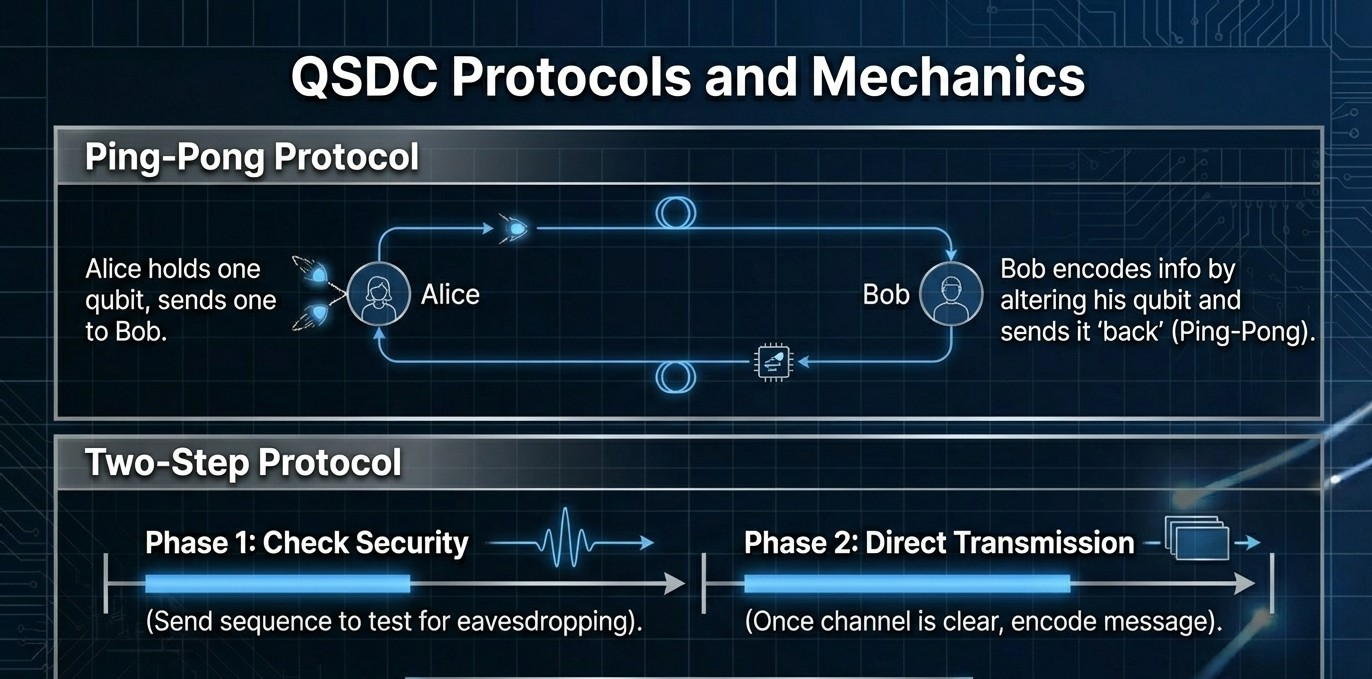 QSDC Protocols and Mechanics
Ping-Pong Protocol
Alice holds one
qubit, sends one
to Bob.
Alice
Bob
Bob encodes info by
altering his qubit and
sends it ‘back’ (Ping-Pong).
Two-Step Protocol
Phase 1: Check Security
(Send sequence to test for eavesdropping).
Phase 2: Direct Transmission
(Once channel is clear, encode message).